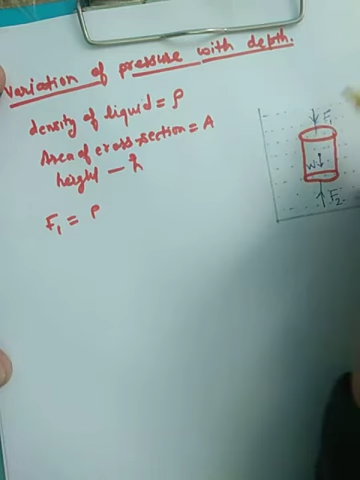 Variation of pressure with depth.
density of liquid = ρ
Area of cross-section = A
height — h
F₁ = P
F₁
W
F₂